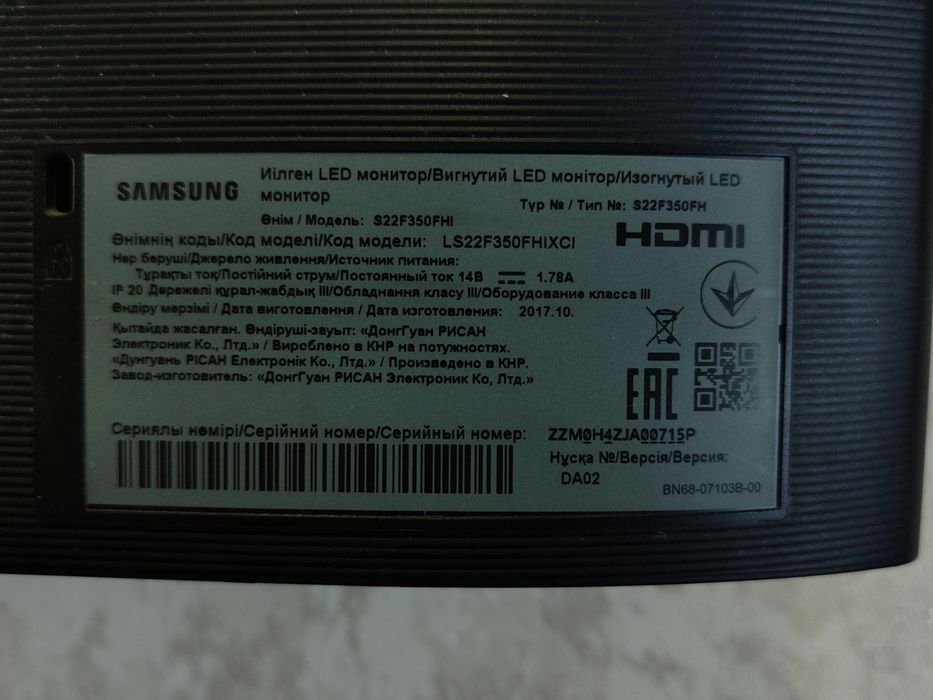 SAMSUNG
Иілген LED монитор/Вигнутий LED монітор/Изогнутый LED
монитор
Түр № / Тип №: S22F350FH
Өнім / Модель: S22F350FHI
Өнімнің коды/Код моделі/Код модели: LS22F350FHIXCI
HDMI
Нәр беруші/Джерело живлення/Источник питания:
Тұрақты ток/Постійний струм/Постоянный ток 14В 1.78A
IP 20 Дәрежелі құрал-жабдық III/Обладнання класу III/Оборудование класса III
Өндіру мерзімі / Дата виготовлення / Дата изготовления: 2017.10.
Қытайда жасалған. Өндіруші-зауыт: «ДонгГуан РИСАН
Электроник Ко., Лтд.» / Вироблено в КНР на потужностях.
«Дунгуань РІСАН Електронік Ко., Лтд.» / Произведено в КНР.
Завод-изготовитель: «ДонгГуан РИСАН Электроник Ко, Лтд.»
EAC
Сериялы нөмірі/Серійний номер/Серийный номер: ZZM0H4ZJA00715P
Нұсқа №/Версія/Версия:
DA02
BN68-07103B-00